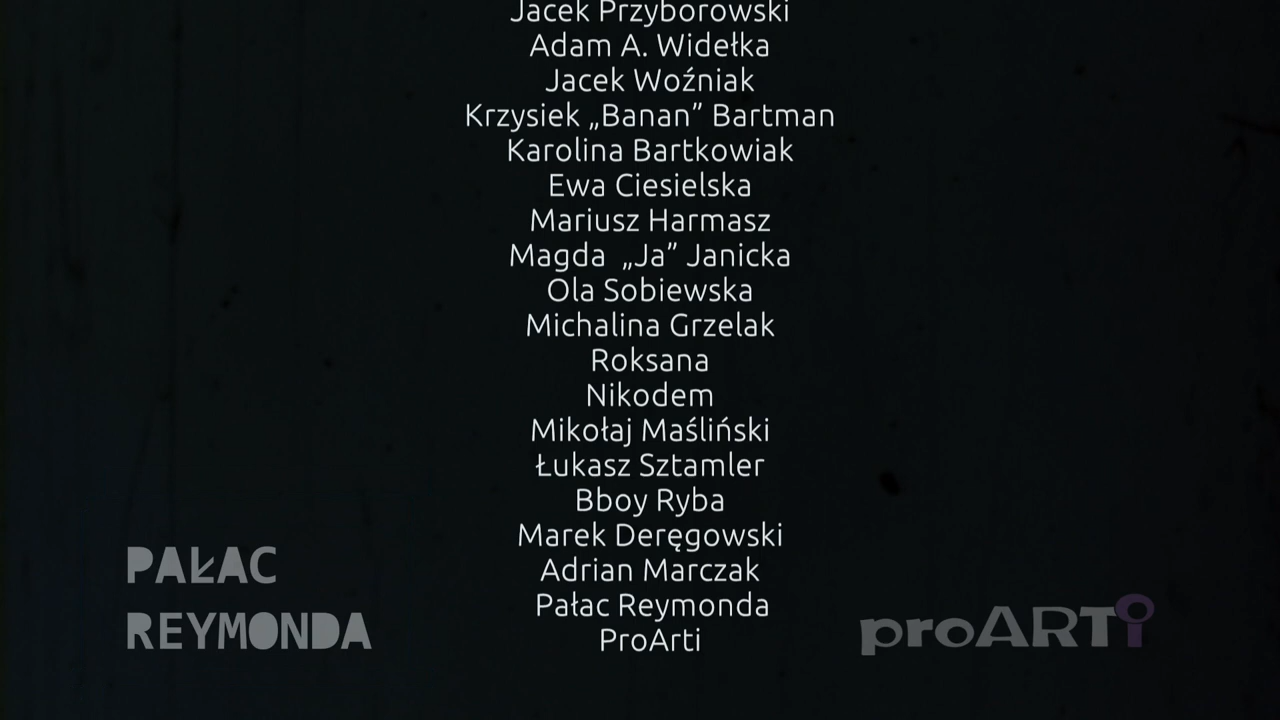 Jacek Przyborowski
Adam A. Widełka
Jacek Woźniak
Krzysiek „Banan” Bartman
Karolina Bartkowiak
Ewa Ciesielska
Mariusz Harmasz
Magda „Ja” Janicka
Ola Sobiewska
Michalina Grzelak
Roksana
Nikodem
Mikołaj Maśliński
Łukasz Sztamler
Bboy Ryba
Marek Deręgowski
Adrian Marczak
Pałac Reymonda
ProArti
PAŁAC
REYMONDA
proARTi